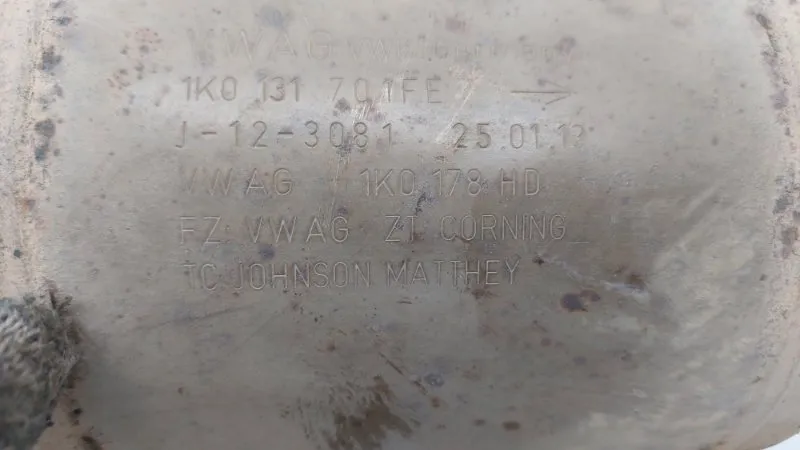 VWAG
1K0 131 701FE
J-12-3081 25.01.13
VWAG 1K0 178 HD
FZ VWAG ZT CORNING
TC JOHNSON MATTHEY